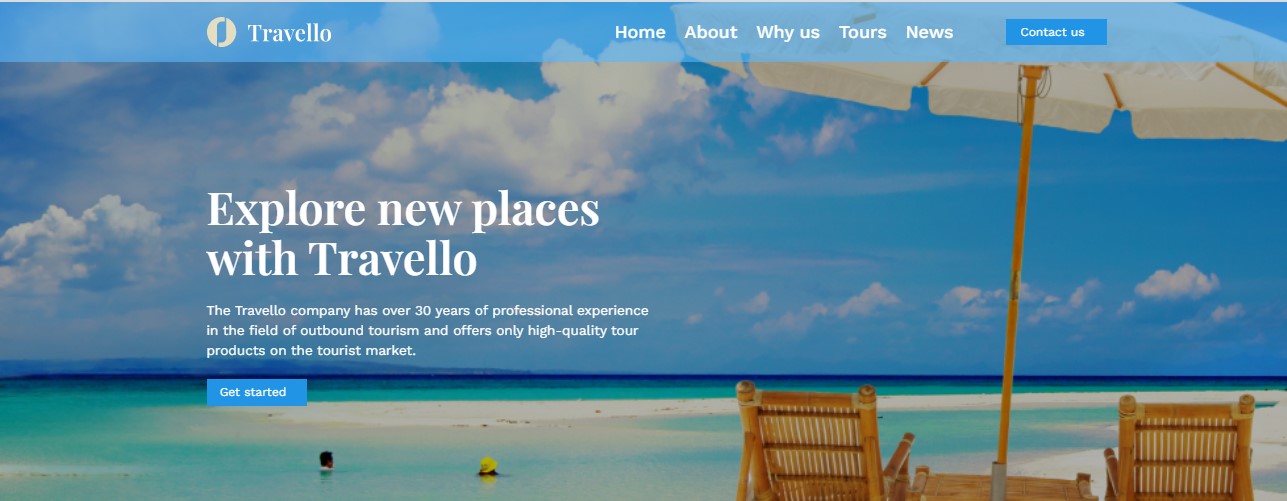 Travello
Home About Why us Tours News
Contact us
Explore new places
with Travello
The Travello company has over 30 years of professional experience
in the field of outbound tourism and offers only high-quality tour
products on the tourist market.
Get started